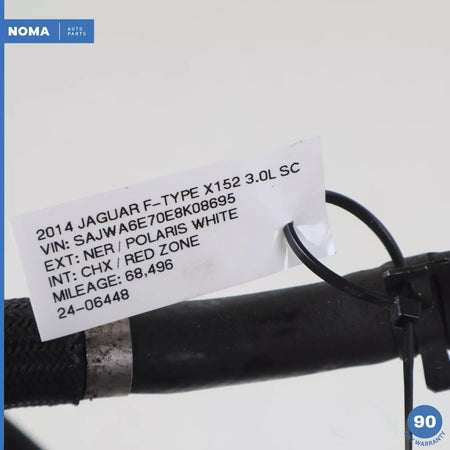 NOMA AUTO PARTS
2014 JAGUAR F-TYPE X152 3.0L SC
VIN: SAJWA6E70E8K08695
EXT: NER / POLARIS WHITE
INT: CHX / RED ZONE
MILEAGE: 68,496
24-06448
90
WARRANTY